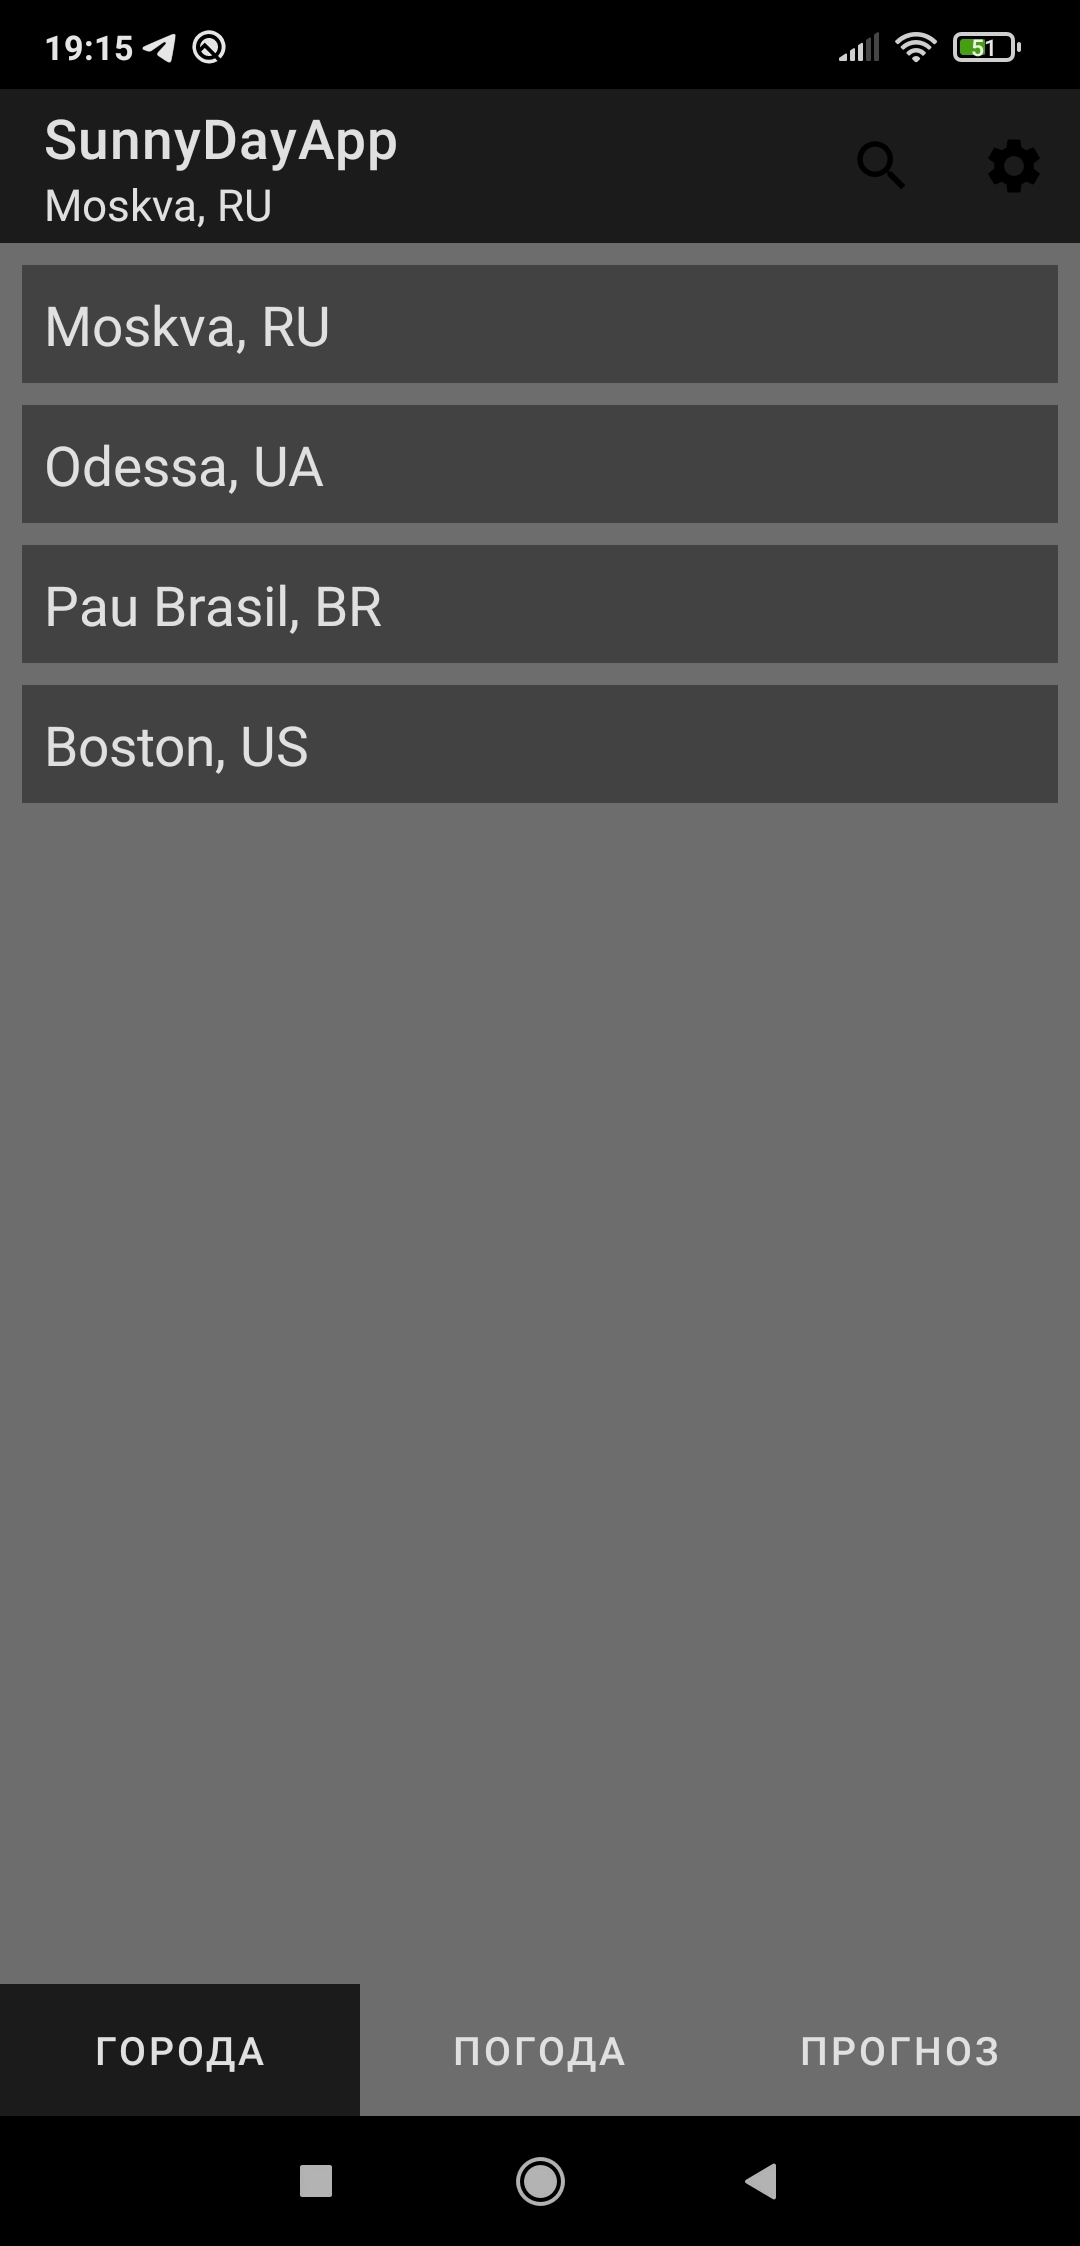 19:15
51
SunnyDayApp
Moskva, RU
Moskva, RU
Odessa, UA
Pau Brasil, BR
Boston, US
ГОРОДА ПОГОДА ПРОГНОЗ